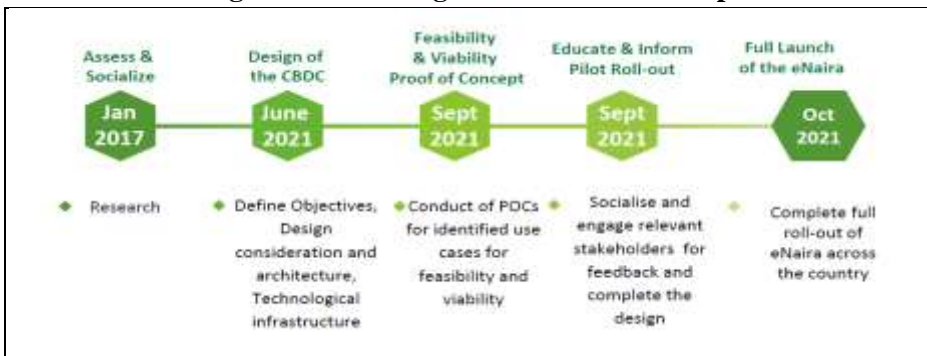 Assess &
Socialize
Design of
the CBDC
Feasibility
& Viability
Proof of Concept
Educate & Inform
Pilot Roll-out
Full Launch
of the eNaira
Jan
2017
June
2021
Sept
2021
Sept
2021
Oct
2021
Research
Define Objectives,
Design
consideration and
architecture,
Technological
infrastructure
Conduct of POCs
for identified use
cases for
feasibility and
viability
Socialise and
engage relevant
stakeholders for
feedback and
complete the
design
Complete full
roll-out of
eNaira across
the country